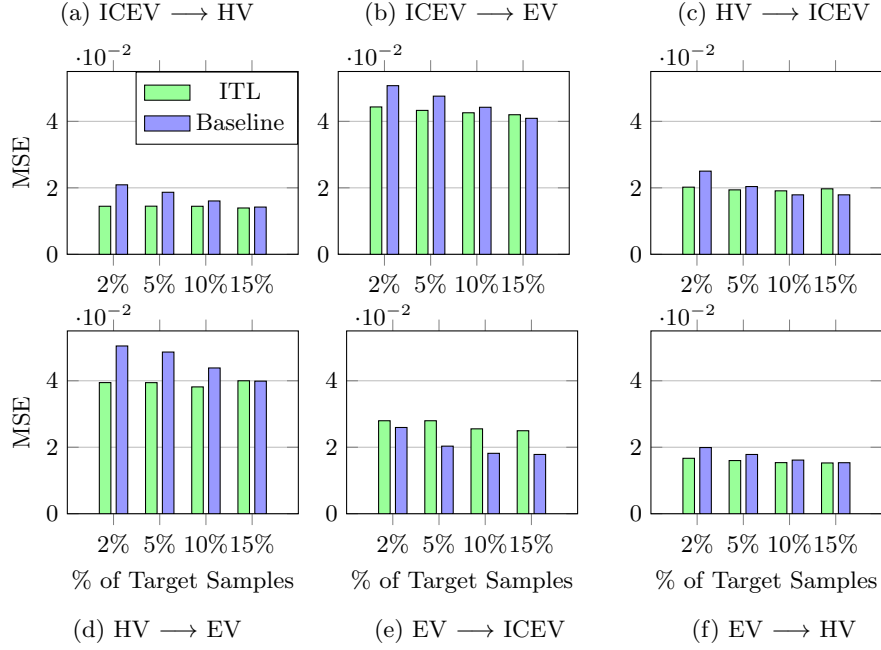 (a) ICEV ⟶ HV
(b) ICEV ⟶ EV
(c) HV ⟶ ICEV
·10−2
·10−2
·10−2
ITL
Baseline
MSE
4
2
0
4
2
0
4
2
0
2% 5% 10% 15%
2% 5% 10% 15%
2% 5% 10% 15%
·10−2
·10−2
·10−2
MSE
4
2
0
4
2
0
4
2
0
2% 5% 10% 15%
2% 5% 10% 15%
2% 5% 10% 15%
% of Target Samples
% of Target Samples
% of Target Samples
(d) HV ⟶ EV
(e) EV ⟶ ICEV
(f) EV ⟶ HV